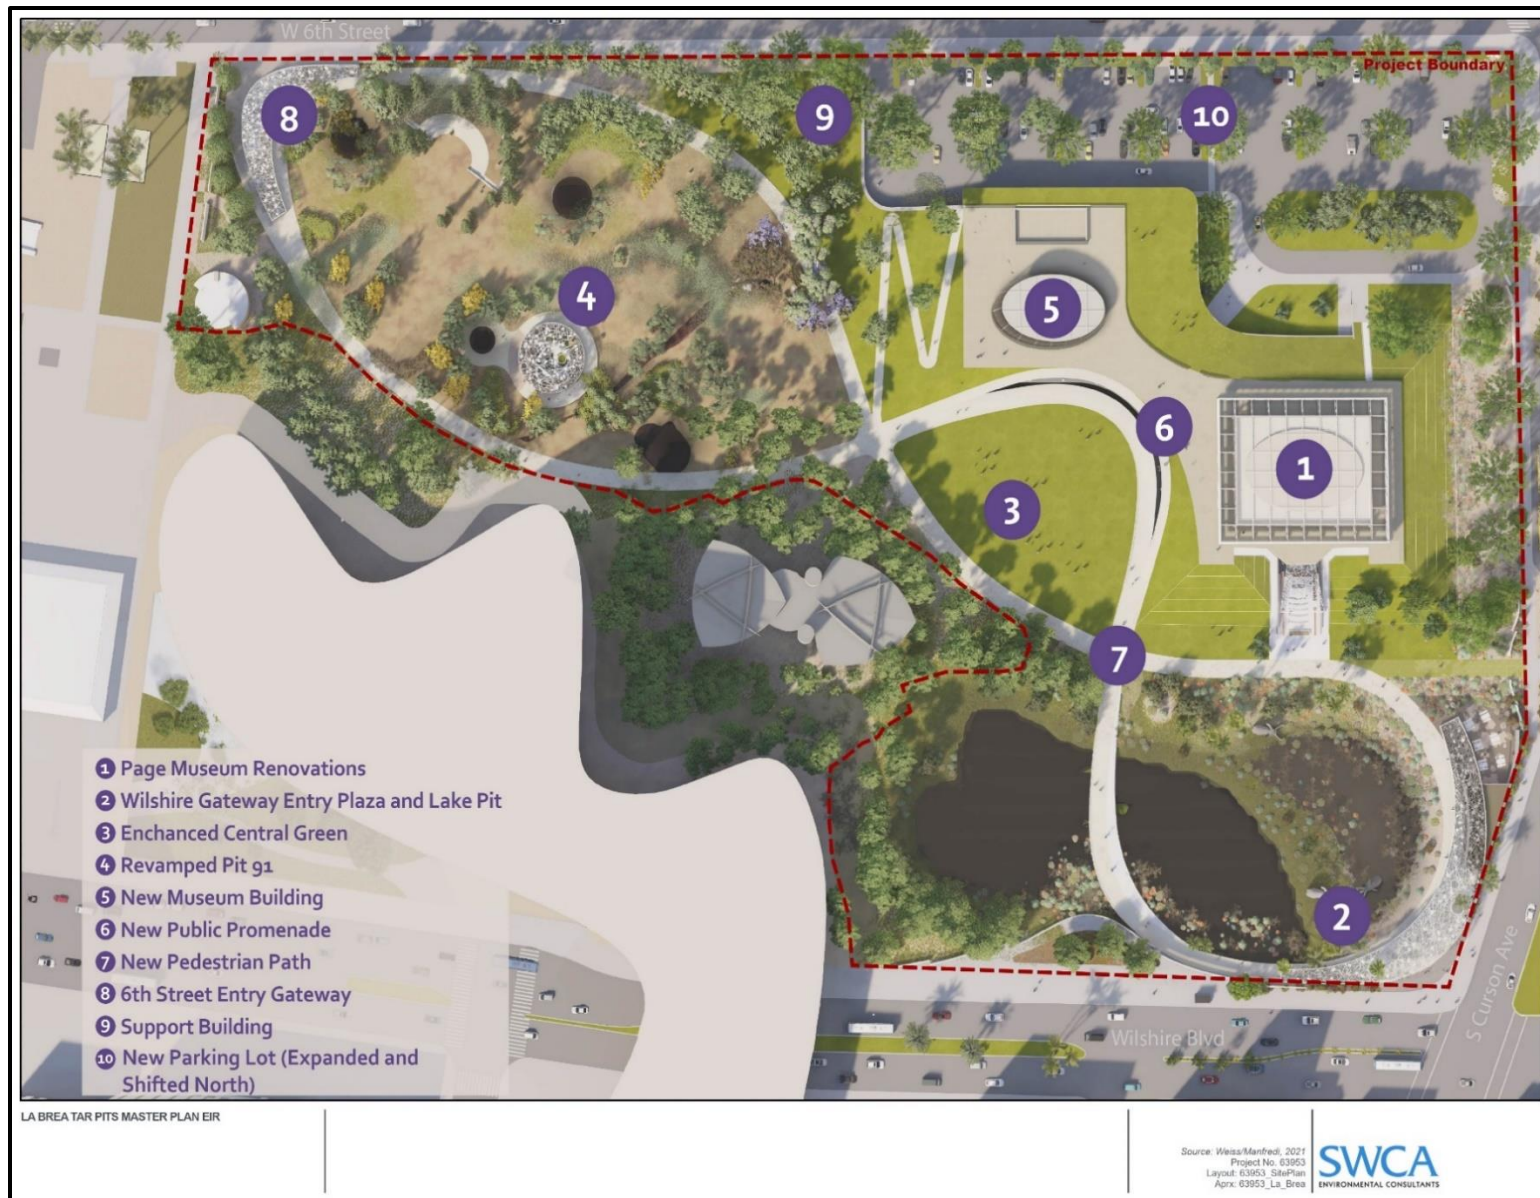 W 6th Street
Project Boundary
8
9
10
4
5
6
1
3
7
2
1 Page Museum Renovations
2 Wilshire Gateway Entry Plaza and Lake Pit
3 Enchanced Central Green
4 Revamped Pit 91
5 New Museum Building
6 New Public Promenade
7 New Pedestrian Path
8 6th Street Entry Gateway
9 Support Building
10 New Parking Lot (Expanded and
Shifted North)
Wilshire Blvd
S Curson Ave
LA BREA TAR PITS MASTER PLAN EIR
Source: Weiss/Manfredi, 2021
Project No. 63953
Layout: 63953_SitePlan
Aprx: 63953_La_Brea
SWCA
ENVIRONMENTAL CONSULTANTS